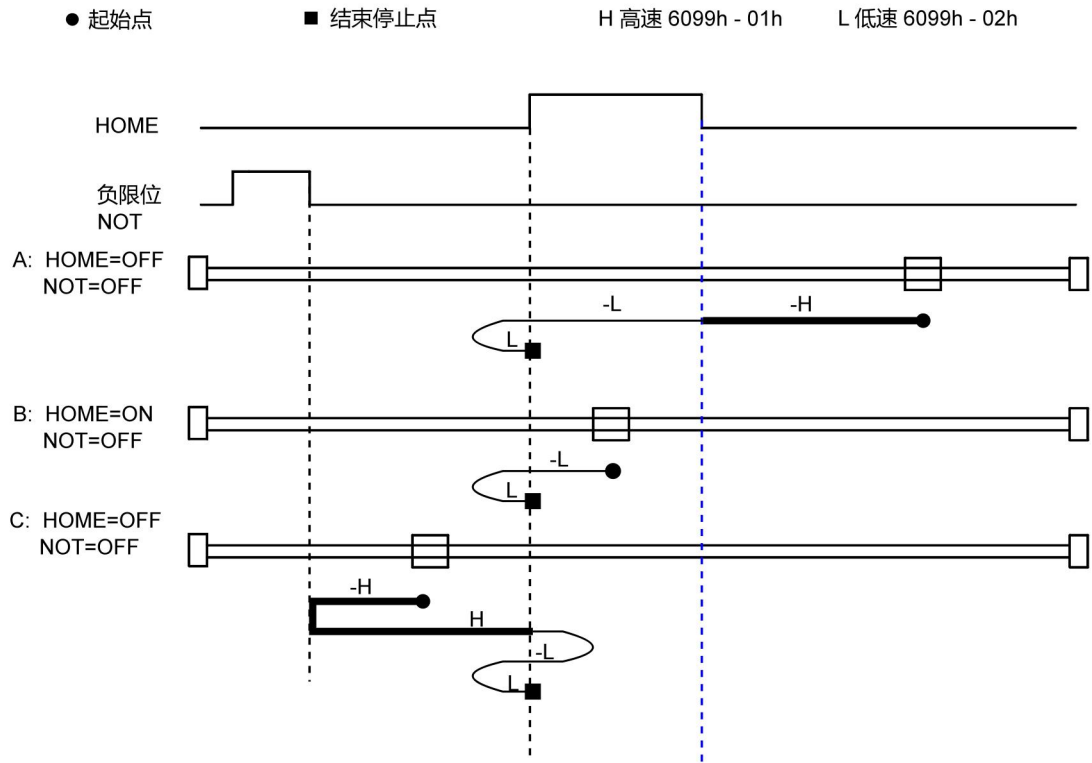 ● 起始点 ■ 结束停止点 H 高速 6099h - 01h L 低速 6099h - 02h
HOME
负限位
NOT
A: HOME=OFF
NOT=OFF
-L -H
L
B: HOME=ON
NOT=OFF
-L
L
C: HOME=OFF
NOT=OFF
-H
H
-L
L